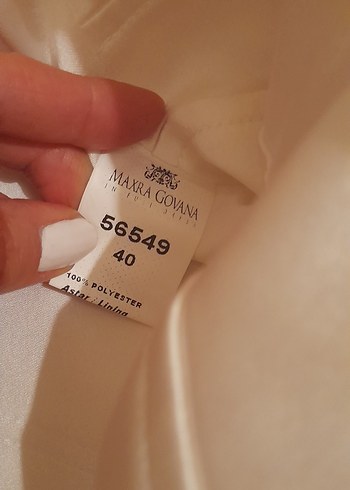 MAXRA GOVANA
56549
40
100% POLYESTER
Astar / Lining